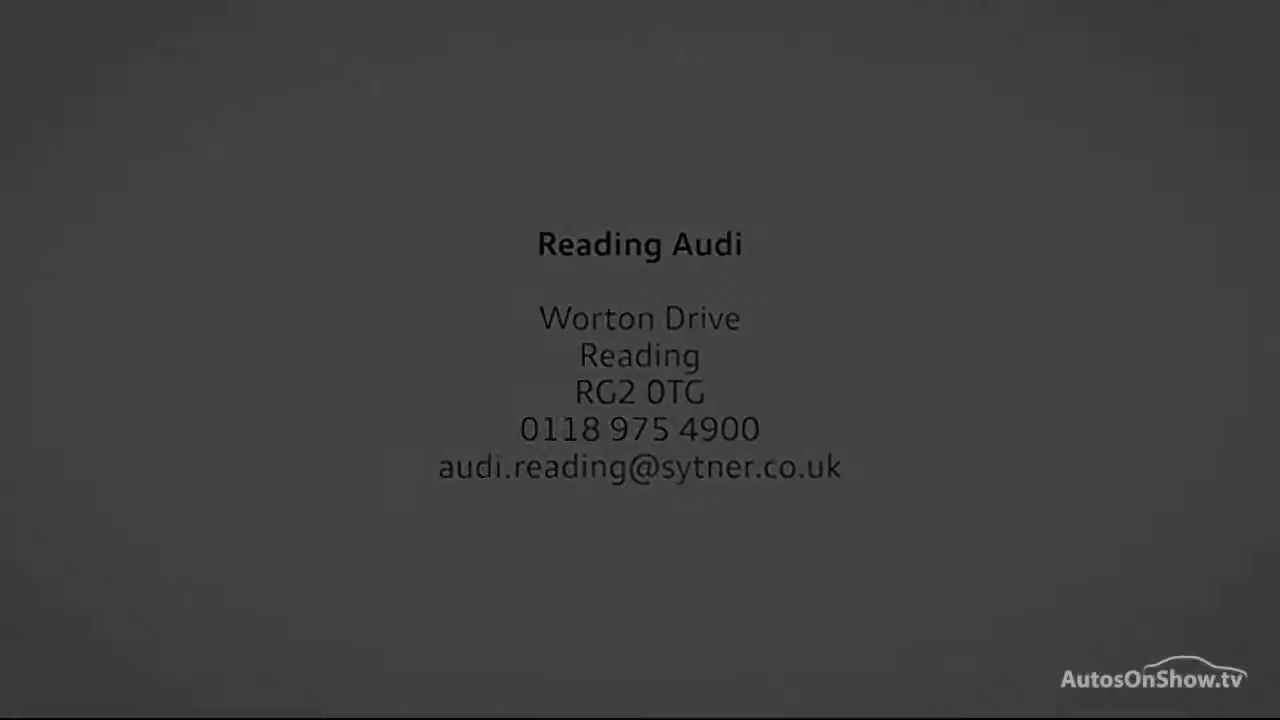 Reading Audi
Worton Drive
Reading
RG2 0TG
0118 975 4900
audi.reading@sytner.co.uk
AutosOnShow.tv